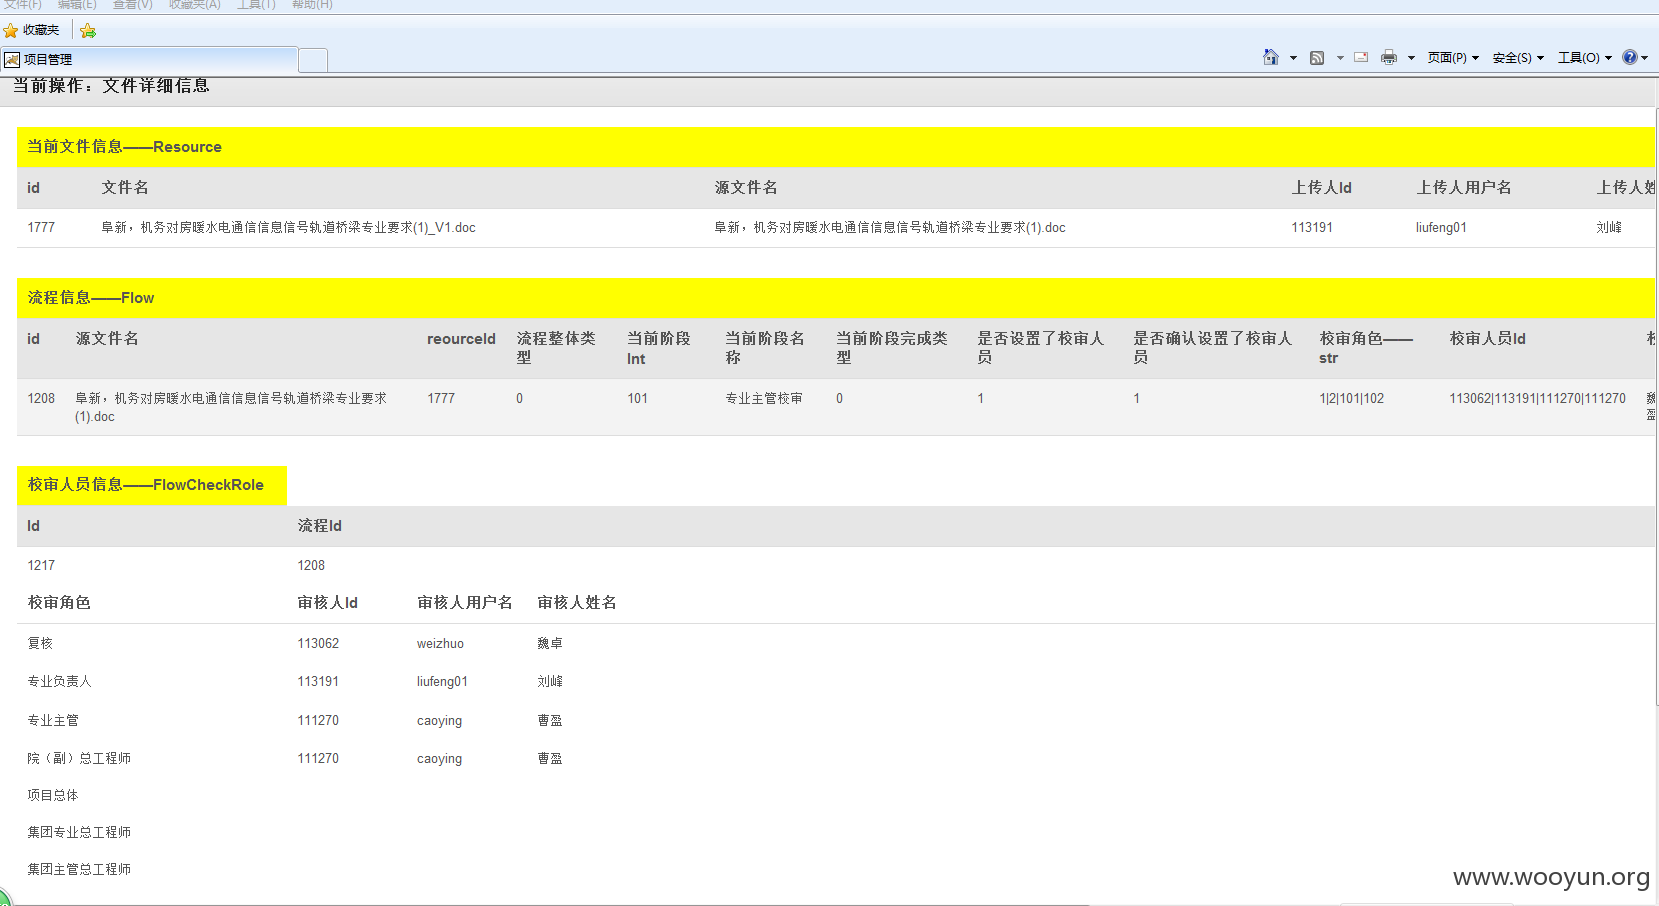 文件(F) 编辑(E) 查看(V) 收藏夹(A) 工具(T) 帮助(H)
收藏夹
项目管理
页面(P) 安全(S) 工具(O)
当前操作：文件详细信息
当前文件信息——Resource
id 文件名 源文件名 上传人Id 上传人用户名 上传人姓
1777 阜新，机务对房暖水电通信信息信号轨道桥梁专业要求(1)_V1.doc 阜新，机务对房暖水电通信信息信号轨道桥梁专业要求(1).doc 113191 liufeng01 刘峰
流程信息——Flow
id 源文件名 reourceId 流程整体类 当前阶段 当前阶段名 当前阶段完成类 是否设置了校审人 是否确认设置了校审人 校审角色—— 校审人员Id
型 Int 称 型 员 员 str
1208 阜新，机务对房暖水电通信信息信号轨道桥梁专业要求 1777 0 101 专业主管校审 0 1 1 1|2|101|102 113062|113191|111270|111270 魏
(1).doc 盈
校审人员信息——FlowCheckRole
Id 流程Id
1217 1208
校审角色 审核人Id 审核人用户名 审核人姓名
复核 113062 weizhuo 魏卓
专业负责人 113191 liufeng01 刘峰
专业主管 111270 caoying 曹盈
院（副）总工程师 111270 caoying 曹盈
项目总体
集团专业总工程师
集团主管总工程师
www.wooyun.org